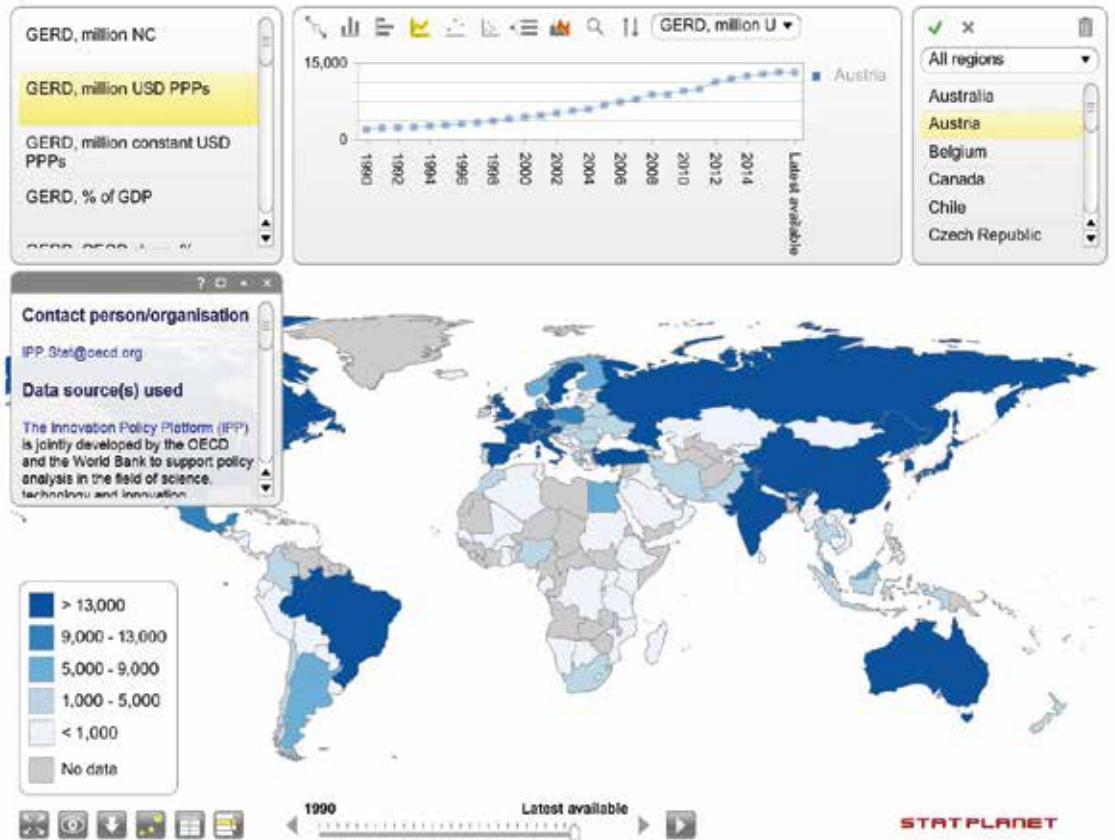 GERD, million NC
GERD, million USD PPPs
GERD, million constant USD
PPPs
GERD, % of GDP
GERD, million U
15,000
0
1990
1992
1994
1996
1998
2000
2002
2004
2006
2008
2010
2012
2014
Latest available
Austria
All regions
Australia
Austria
Belgium
Canada
Chile
Czech Republic
?
Contact person/organisation
IPP.Stat@oecd.org
Data source(s) used
The Innovation Policy Platform (IPP)
is jointly developed by the OECD
and the World Bank to support policy
analysis in the field of science,
technology and innovation
> 13,000
9,000 - 13,000
5,000 - 9,000
1,000 - 5,000
< 1,000
No data
1990
Latest available
STATPLANET